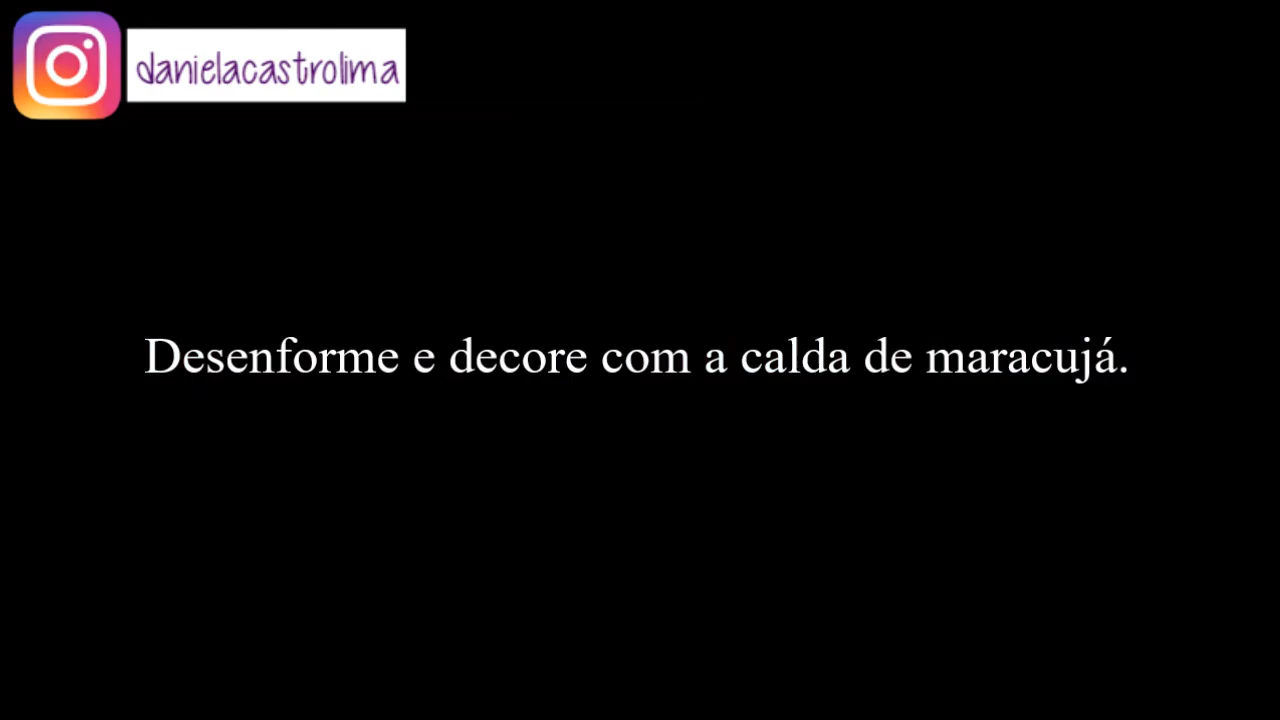 danielacastrolima
Desenforme e decore com a calda de maracujá.